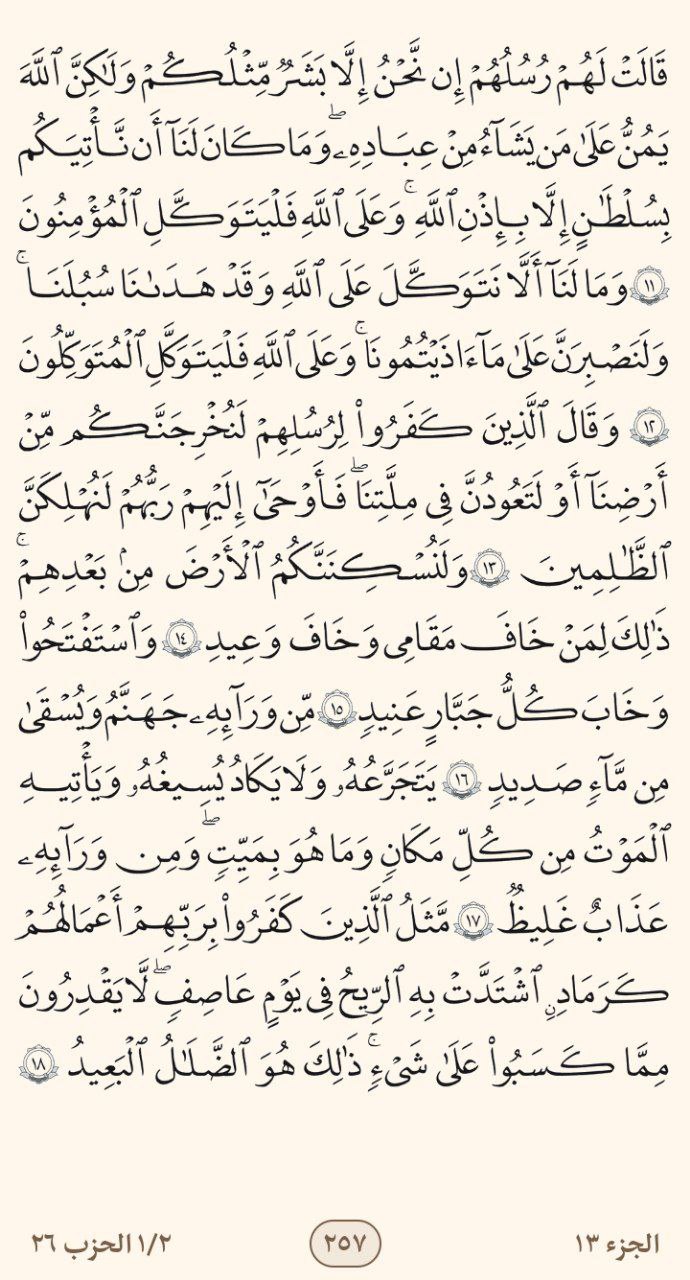 قَالَتْ لَهُمْ رُسُلُهُمْ إِن نَّحْنُ إِلَّا بَشَرٌ مِّثْلُكُمْ وَلَٰكِنَّ ٱللَّهَ
يَمُنُّ عَلَىٰ مَن يَشَآءُ مِنْ عِبَادِهِۦۖ وَمَا كَانَ لَنَآ أَن نَّأْتِيَكُم
بِسُلْطَٰنٍ إِلَّا بِإِذْنِ ٱللَّهِۚ وَعَلَى ٱللَّهِ فَلْيَتَوَكَّلِ ٱلْمُؤْمِنُونَ
١١ وَمَا لَنَآ أَلَّا نَتَوَكَّلَ عَلَى ٱللَّهِ وَقَدْ هَدَىٰنَا سُبُلَنَاۚ
وَلَنَصْبِرَنَّ عَلَىٰ مَآ ءَاذَيْتُمُونَاۚ وَعَلَى ٱللَّهِ فَلْيَتَوَكَّلِ ٱلْمُتَوَكِّلُونَ
١٢ وَقَالَ ٱلَّذِينَ كَفَرُوا۟ لِرُسُلِهِمْ لَنُخْرِجَنَّكُم مِّنْ
أَرْضِنَآ أَوْ لَتَعُودُنَّ فِى مِلَّتِنَاۖ فَأَوْحَىٰٓ إِلَيْهِمْ رَبُّهُمْ لَنُهْلِكَنَّ
ٱلظَّٰلِمِينَ ١٣ وَلَنُسْكِنَنَّكُمُ ٱلْأَرْضَ مِنۢ بَعْدِهِمْۚ
ذَٰلِكَ لِمَنْ خَافَ مَقَامِى وَخَافَ وَعِيدِ ١٤ وَٱسْتَفْتَحُوا۟
وَخَابَ كُلُّ جَبَّارٍ عَنِيدٍ ١٥ مِّن وَرَآئِهِۦ جَهَنَّمُ وَيُسْقَىٰ
مِن مَّآءٍ صَدِيدٍ ١٦ يَتَجَرَّعُهُۥ وَلَا يَكَادُ يُسِيغُهُۥ وَيَأْتِيهِ
ٱلْمَوْتُ مِن كُلِّ مَكَانٍ وَمَا هُوَ بِمَيِّتٍۖ وَمِن وَرَآئِهِۦ
عَذَابٌ غَلِيظٌ ١٧ مَّثَلُ ٱلَّذِينَ كَفَرُوا۟ بِرَبِّهِمْ أَعْمَٰلُهُمْ
كَرَمَادٍ ٱشْتَدَّتْ بِهِ ٱلرِّيحُ فِى يَوْمٍ عَاصِفٍۖ لَّا يَقْدِرُونَ
مِمَّا كَسَبُوا۟ عَلَىٰ شَىْءٍۚ ذَٰلِكَ هُوَ ٱلضَّلَٰلُ ٱلْبَعِيدُ ١٨
الجزء ١٣ ٢٥٧ ١/٢ الحزب ٢٦